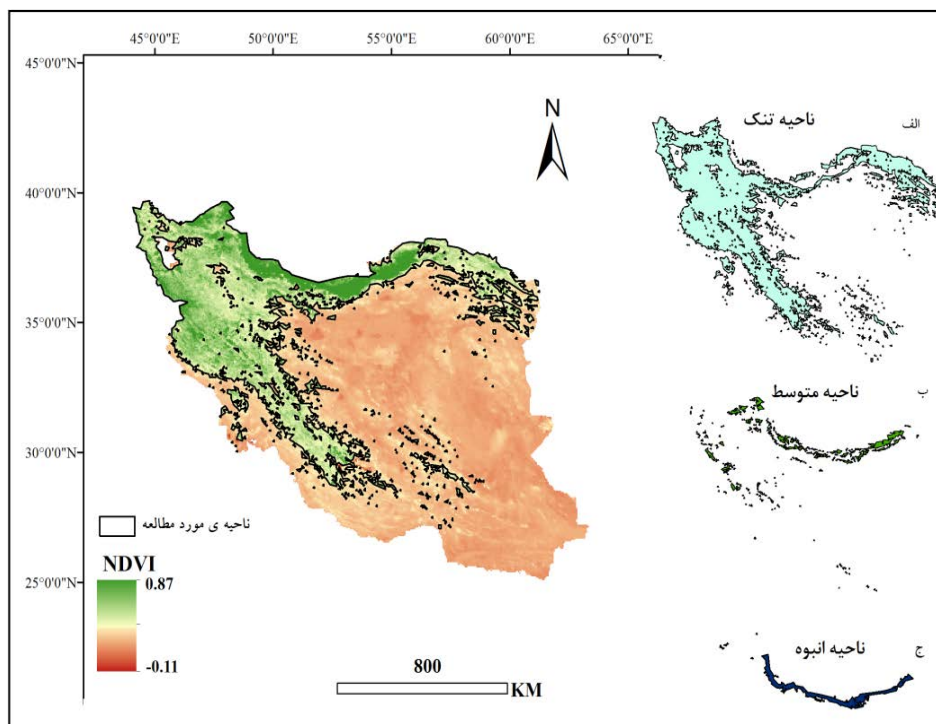 45°0'0"E 50°0'0"E 55°0'0"E 60°0'0"E 65°0'0"E
45°0'0"N
40°0'0"N
35°0'0"N
30°0'0"N
25°0'0"N
N
ناحیه ی مورد مطالعه
NDVI
0.87
-0.11
800
KM
الف
ناحیه تنک
ب
ناحیه متوسط
ج
ناحیه انبوه